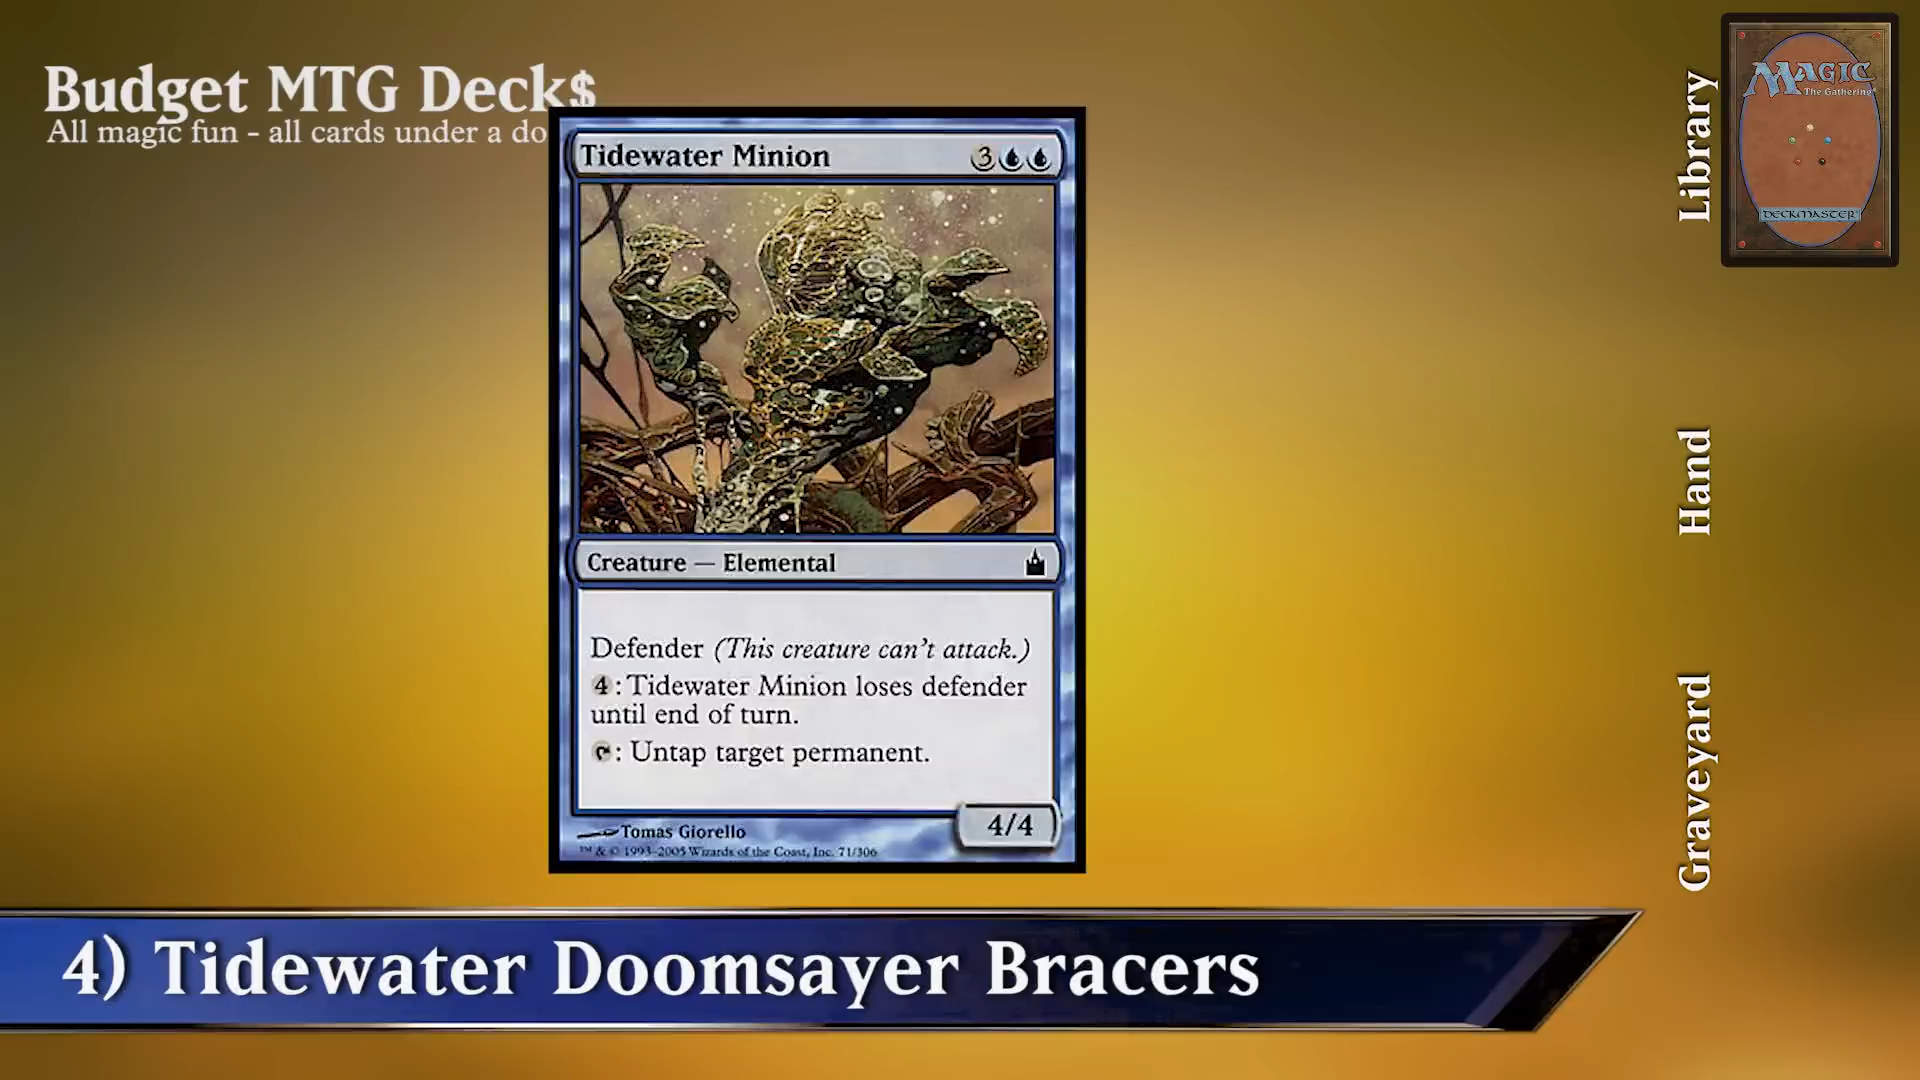 Budget MTG Deck$
All magic fun - all cards under a do
Tidewater Minion 3
Creature — Elemental
Defender (This creature can't attack.)
4: Tidewater Minion loses defender
until end of turn.
: Untap target permanent.
4/4
Tomas Giorello
™ & © 1993–2005 Wizards of the Coast, Inc. 71/306
4) Tidewater Doomsayer Bracers
Library
MAGIC
The Gathering®
DECKMASTER
Hand
Graveyard